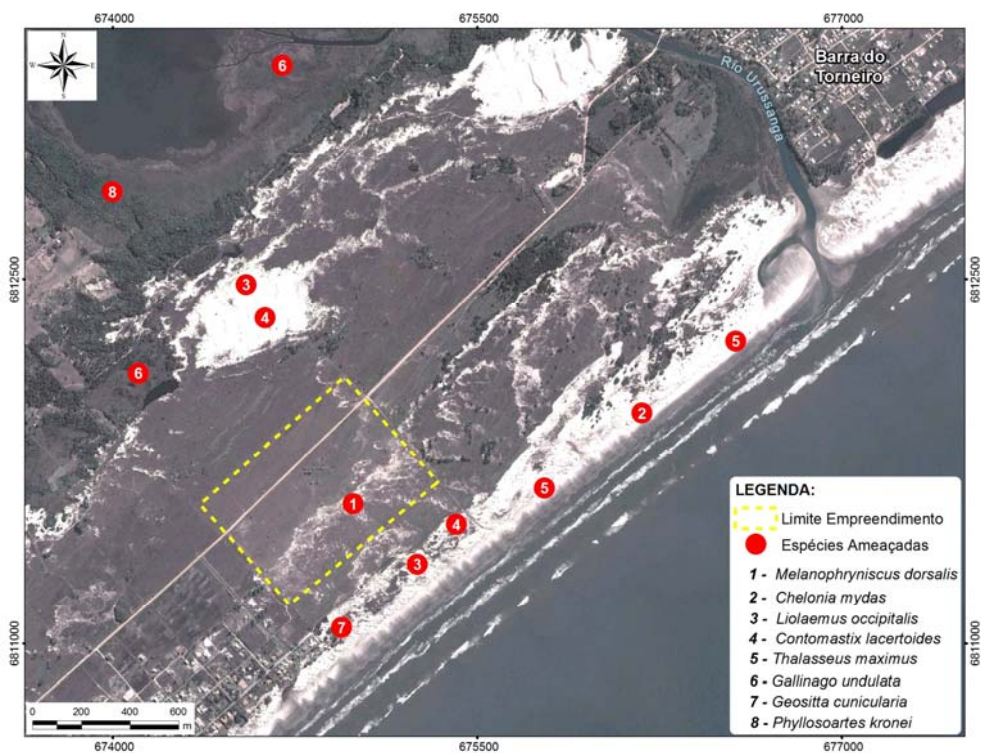 674000 675500 677000
N
W E
S
6
Barra do
Torneiro
Rio Urussanga
8
6812500 6812500
3
4
5
6
2
5
1
4
3
7
6811000 6811000
LEGENDA:
Limite Empreendimento
Espécies Ameaçadas
1 - Melanophryniscus dorsalis
2 - Chelonia mydas
3 - Liolaemus occipitalis
4 - Contomastix lacertoides
5 - Thalasseus maximus
6 - Gallinago undulata
7 - Geositta cunicularia
8 - Phyllosoartes kronei
0 200 400 600
m
674000 675500 677000